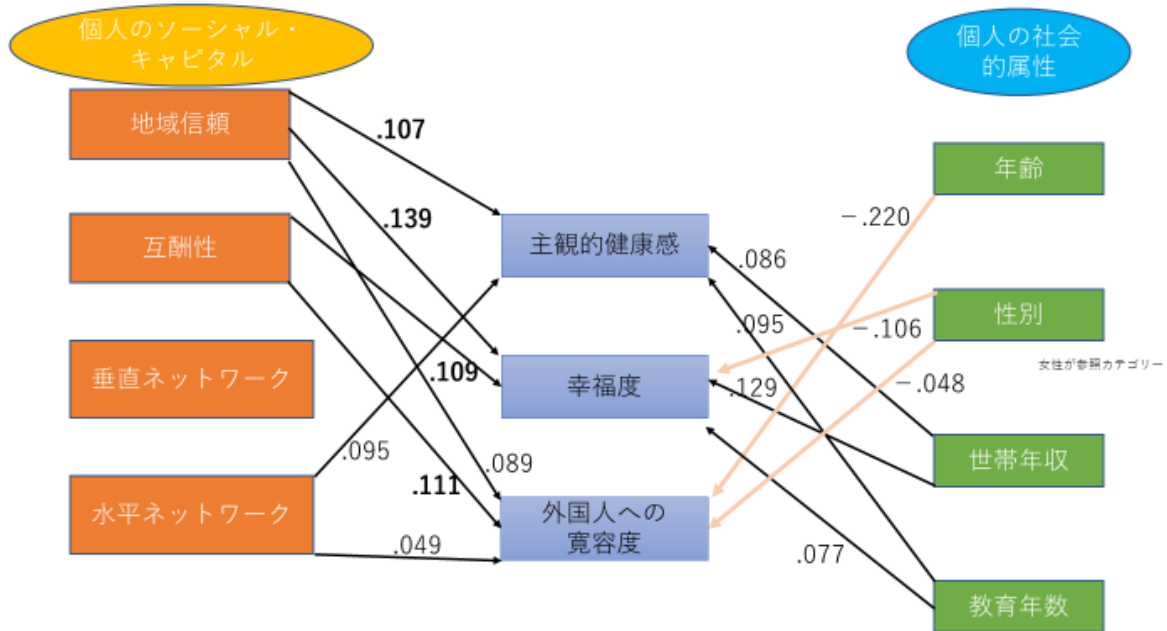 個人のソーシャル・
キャピタル
個人の社会
的属性
地域信頼
.107
年齢
.139
−.220
互酬性
主観的健康感
.086
性別
.095
−.106
女性が参照カテゴリー
垂直ネットワーク
.109
幸福度
.129
−.048
.095
.089
世帯年収
.111
水平ネットワーク
外国人への
寛容度
.049
.077
教育年数